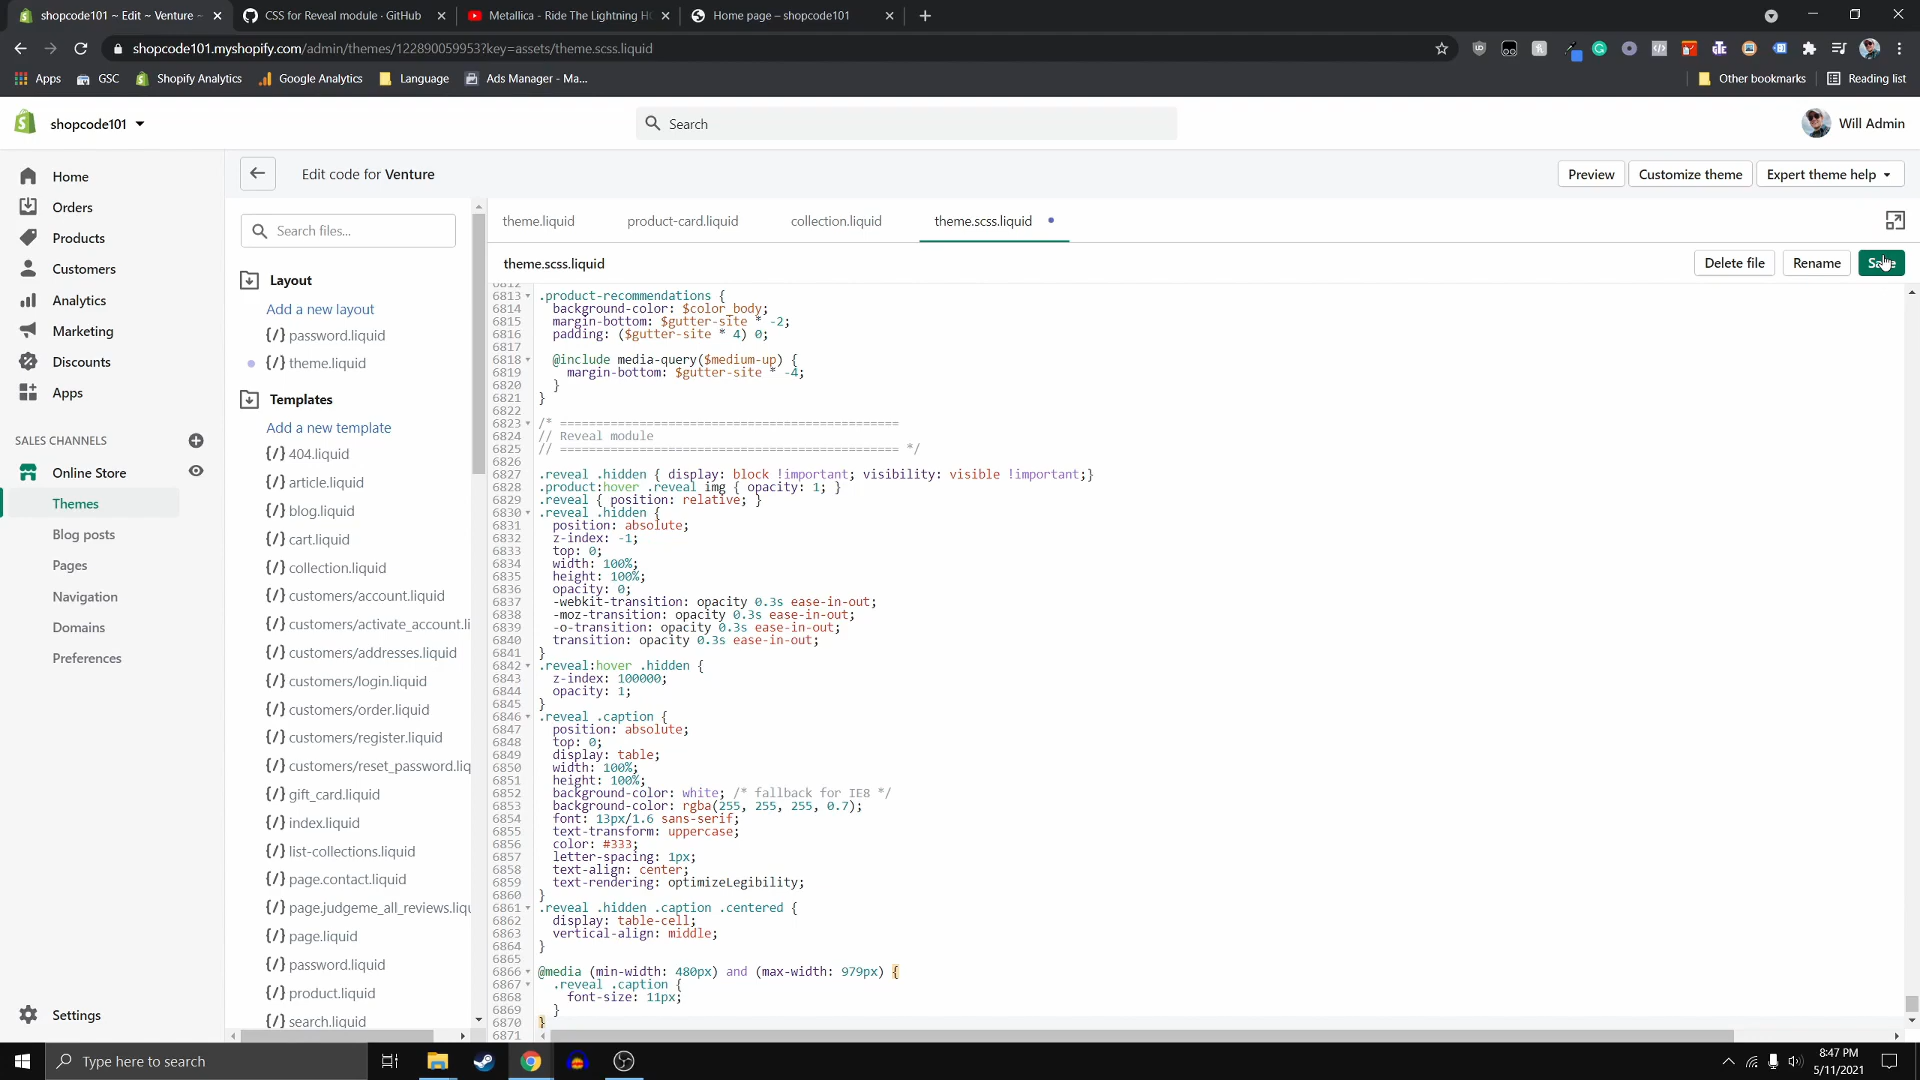 shopcode101 ~ Edit ~ Venture ~
CSS for Reveal module · GitHub
Metallica - Ride The Lightning H
Home page – shopcode101
shopcode101.myshopify.com/admin/themes/122890059953?key=assets/theme.scss.liquid
Apps
GSC
Shopify Analytics
Google Analytics
Language
Ads Manager - Ma...
Other bookmarks
Reading list
shopcode101
Search
Will Admin
Home
Orders
Products
Customers
Analytics
Marketing
Discounts
Apps
SALES CHANNELS
Online Store
Themes
Blog posts
Pages
Navigation
Domains
Preferences
Settings
Edit code for Venture
Preview
Customize theme
Expert theme help
Search files...
Layout
Add a new layout
{/} password.liquid
{/} theme.liquid
Templates
Add a new template
{/} 404.liquid
{/} article.liquid
{/} blog.liquid
{/} cart.liquid
{/} collection.liquid
{/} customers/account.liquid
{/} customers/activate_account.li
{/} customers/addresses.liquid
{/} customers/login.liquid
{/} customers/order.liquid
{/} customers/register.liquid
{/} customers/reset_password.liq
{/} gift_card.liquid
{/} index.liquid
{/} list-collections.liquid
{/} page.contact.liquid
{/} page.judgeme_all_reviews.liqu
{/} page.liquid
{/} password.liquid
{/} product.liquid
{/} search.liquid
theme.liquid
product-card.liquid
collection.liquid
theme.scss.liquid
theme.scss.liquid
Delete file
Rename
6812
6813 .product-recommendations {
6814 background-color: $color_body;
6815 margin-bottom: $gutter-site * -2;
6816 padding: ($gutter-site * 4) 0;
6817
6818 @include media-query($medium-up) {
6819 margin-bottom: $gutter-site * -4;
6820 }
6821 }
6822
6823 /* ===============================================
6824 // Reveal module
6825 // =============================================== */
6826
6827 .reveal .hidden { display: block !important; visibility: visible !important;}
6828 .product:hover .reveal img { opacity: 1; }
6829 .reveal { position: relative; }
6830 .reveal .hidden {
6831 position: absolute;
6832 z-index: -1;
6833 top: 0;
6834 width: 100%;
6835 height: 100%;
6836 opacity: 0;
6837 -webkit-transition: opacity 0.3s ease-in-out;
6838 -moz-transition: opacity 0.3s ease-in-out;
6839 -o-transition: opacity 0.3s ease-in-out;
6840 transition: opacity 0.3s ease-in-out;
6841 }
6842 .reveal:hover .hidden {
6843 z-index: 100000;
6844 opacity: 1;
6845 }
6846 .reveal .caption {
6847 position: absolute;
6848 top: 0;
6849 display: table;
6850 width: 100%;
6851 height: 100%;
6852 background-color: white; /* fallback for IE8 */
6853 background-color: rgba(255, 255, 255, 0.7);
6854 font: 13px/1.6 sans-serif;
6855 text-transform: uppercase;
6856 color: #333;
6857 letter-spacing: 1px;
6858 text-align: center;
6859 text-rendering: optimizeLegibility;
6860 }
6861 .reveal .hidden .caption .centered {
6862 display: table-cell;
6863 vertical-align: middle;
6864 }
6865
6866 @media (min-width: 480px) and (max-width: 979px) {
6867 .reveal .caption {
6868 font-size: 11px;
6869 }
6870 }
6871
Type here to search
8:47 PM
5/11/2021